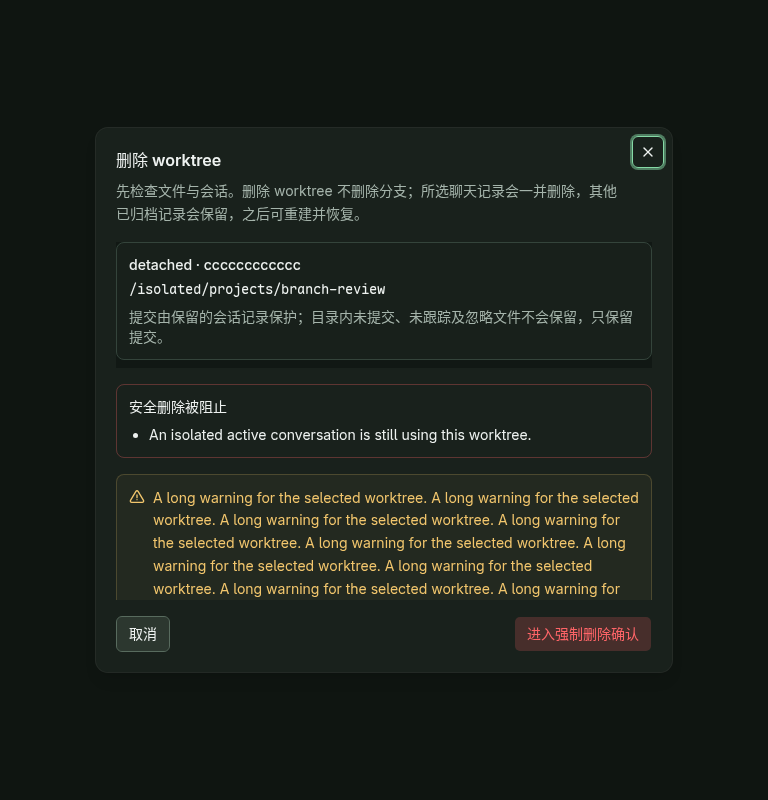 删除 worktree
先检查文件与会话。删除 worktree 不删除分支；所选聊天记录会一并删除，其他
已归档记录会保留，之后可重建并恢复。
detached · cccccccccccc
/isolated/projects/branch-review
提交由保留的会话记录保护；目录内未提交、未跟踪及忽略文件不会保留，只保留
提交。
安全删除被阻止
• An isolated active conversation is still using this worktree.
A long warning for the selected worktree. A long warning for the selected
worktree. A long warning for the selected worktree. A long warning for
the selected worktree. A long warning for the selected worktree. A long
warning for the selected worktree. A long warning for the selected
worktree. A long warning for the selected worktree. A long warning for
取消
进入强制删除确认